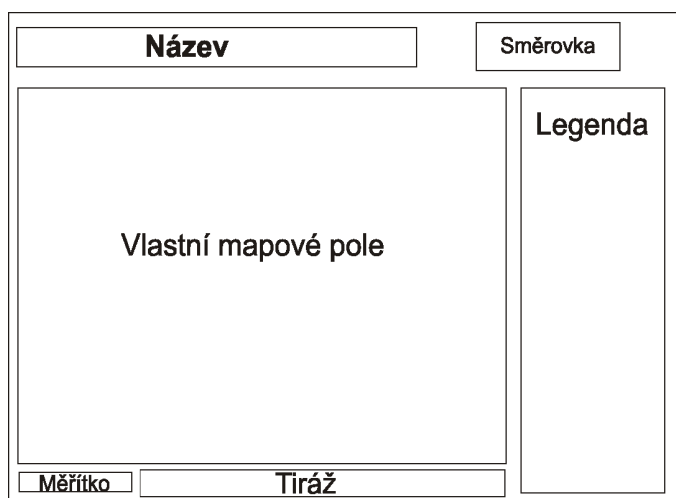 Název
Směrovka
Legenda
Vlastní mapové pole
Měřítko
Tiráž